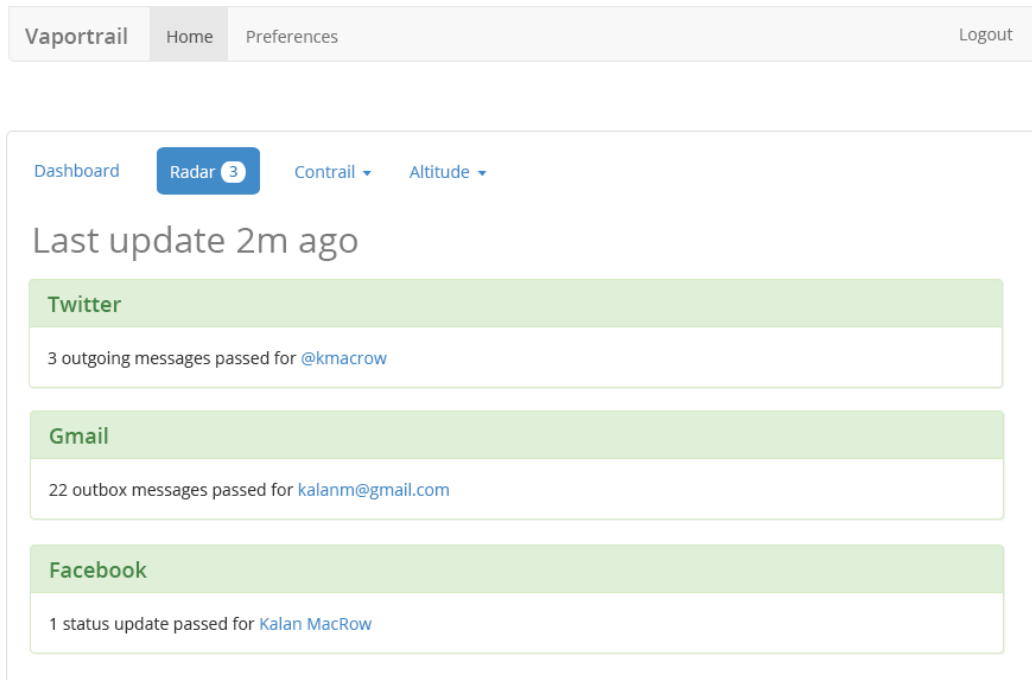 Vaportrail Home Preferences Logout
Dashboard Radar 3 Contrail Altitude
Last update 2m ago
Twitter
3 outgoing messages passed for @kmacrow
Gmail
22 outbox messages passed for kalanm@gmail.com
Facebook
1 status update passed for Kalan MacRow